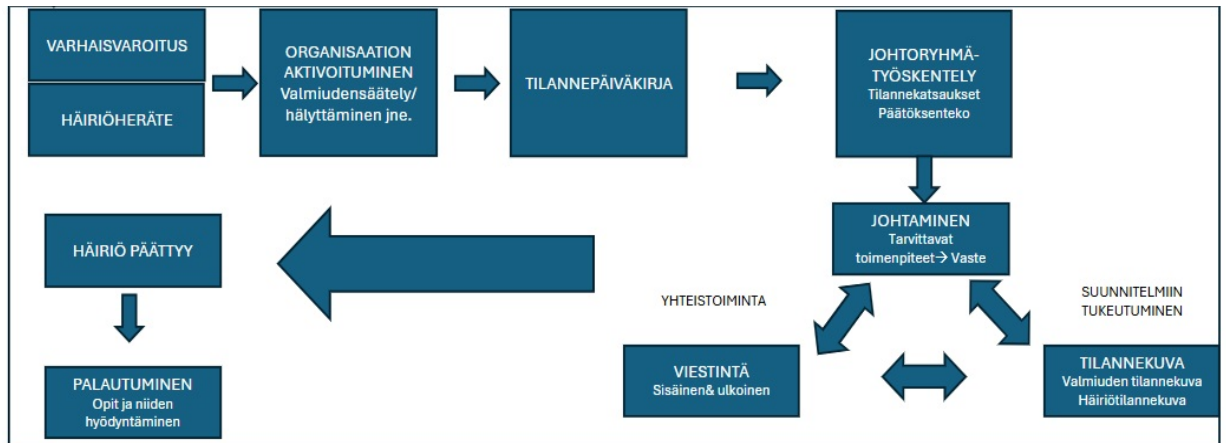 VARHAISVAROITUS
HÄIRIÖHERÄTE
ORGANISAATION
AKTIVOITUMINEN
Valmiudensäätely/
hälyttäminen jne.
TILANNEPÄIVÄKIRJA
JOHTORYHMÄ-
TYÖSKENTELY
Tilannekatsaukset
Päätöksenteko
JOHTAMINEN
Tarvittavat
toimenpiteet→ Vaste
YHTEISTOIMINTA
SUUNNITELMIIN
TUKEUTUMINEN
VIESTINTÄ
Sisäinen& ulkoinen
TILANNEKUVA
Valmiuden tilannekuva
Häiriötilannekuva
HÄIRIÖ PÄÄTTYY
PALAUTUMINEN
Opit ja niiden
hyödyntäminen